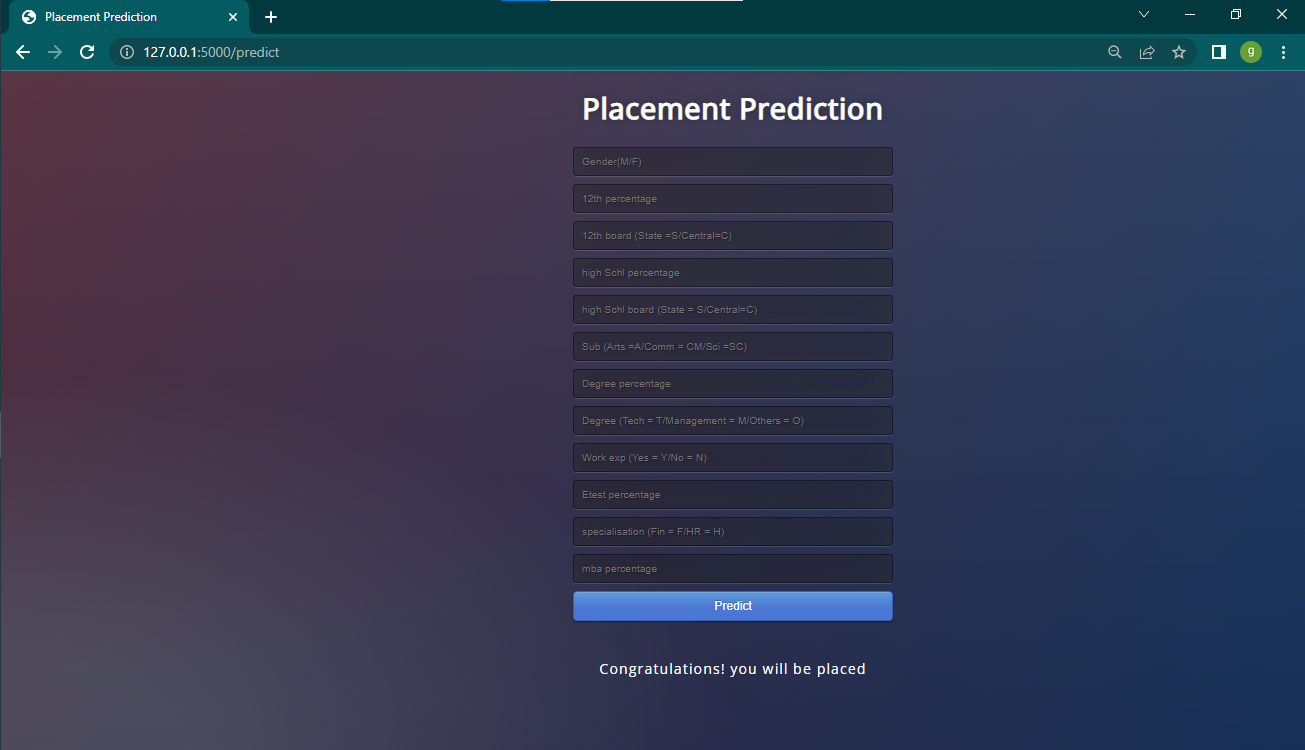 Placement Prediction
127.0.0.1:5000/predict
g
Placement Prediction
Gender(M/F)
12th percentage
12th board (State =S/Central=C)
high Schl percentage
high Schl board (State = S/Central=C)
Sub (Arts =A/Comm = CM/Sci =SC)
Degree percentage
Degree (Tech = T/Management = M/Others = O)
Work exp (Yes = Y/No = N)
Etest percentage
specialisation (Fin = F/HR = H)
mba percentage
Predict
Congratulations! you will be placed